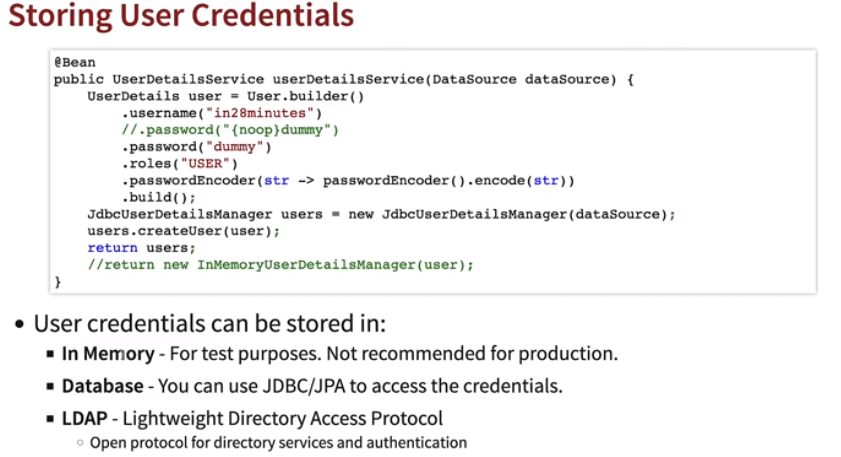 Storing User Credentials
@Bean
public UserDetailsService userDetailsService(DataSource dataSource) {
    UserDetails user = User.builder()
        .username("in28minutes")
        //.password("{noop}dummy")
        .password("dummy")
        .roles("USER")
        .passwordEncoder(str -> passwordEncoder().encode(str))
        .build();
    JdbcUserDetailsManager users = new JdbcUserDetailsManager(dataSource);
    users.createUser(user);
    return users;
    //return new InMemoryUserDetailsManager(user);
}
• User credentials can be stored in:
▪ In Memory - For test purposes. Not recommended for production.
▪ Database - You can use JDBC/JPA to access the credentials.
▪ LDAP - Lightweight Directory Access Protocol
◦ Open protocol for directory services and authentication